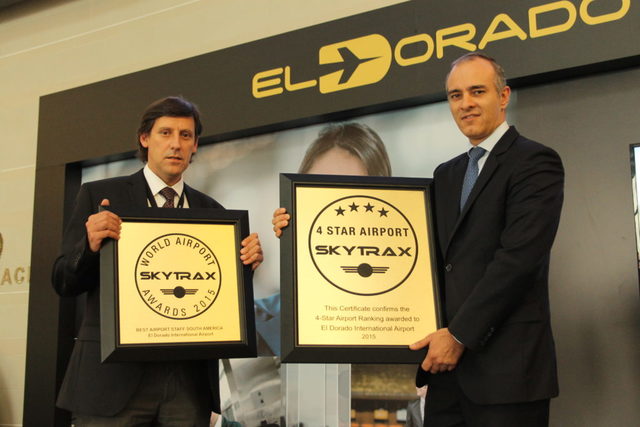 EL DORADO
WORLD AIRPORT
SKYTRAX
AWARDS 2015
BEST AIRPORT STAFF SOUTH AMERICA
El Dorado International Airport
4 STAR AIRPORT
SKYTRAX
This Certificate confirms the
4-Star Airport Ranking awarded to
El Dorado International Airport
2015